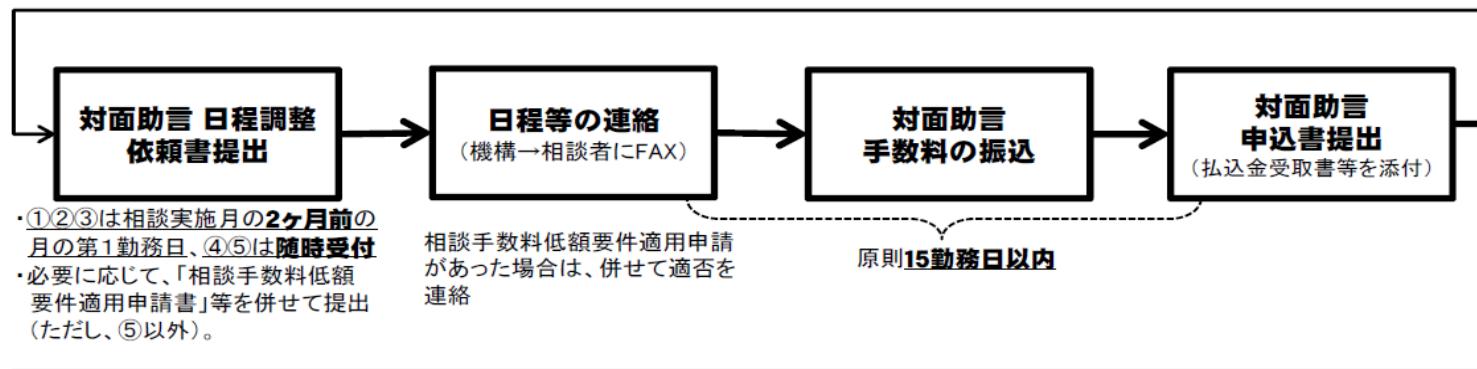 対面助言 日程調整
依頼書提出
日程等の連絡
(機構→相談者にFAX)
対面助言
手数料の振込
対面助言
申込書提出
(払込金受取書等を添付)
・①②③は相談実施月の2ヶ月前の
月の第1勤務日、④⑤は随時受付
・必要に応じて、「相談手数料低額
要件適用申請書」等を併せて提出
(ただし、⑤以外)。
相談手数料低額要件適用申請
があった場合は、併せて適否を
連絡
原則15勤務日以内